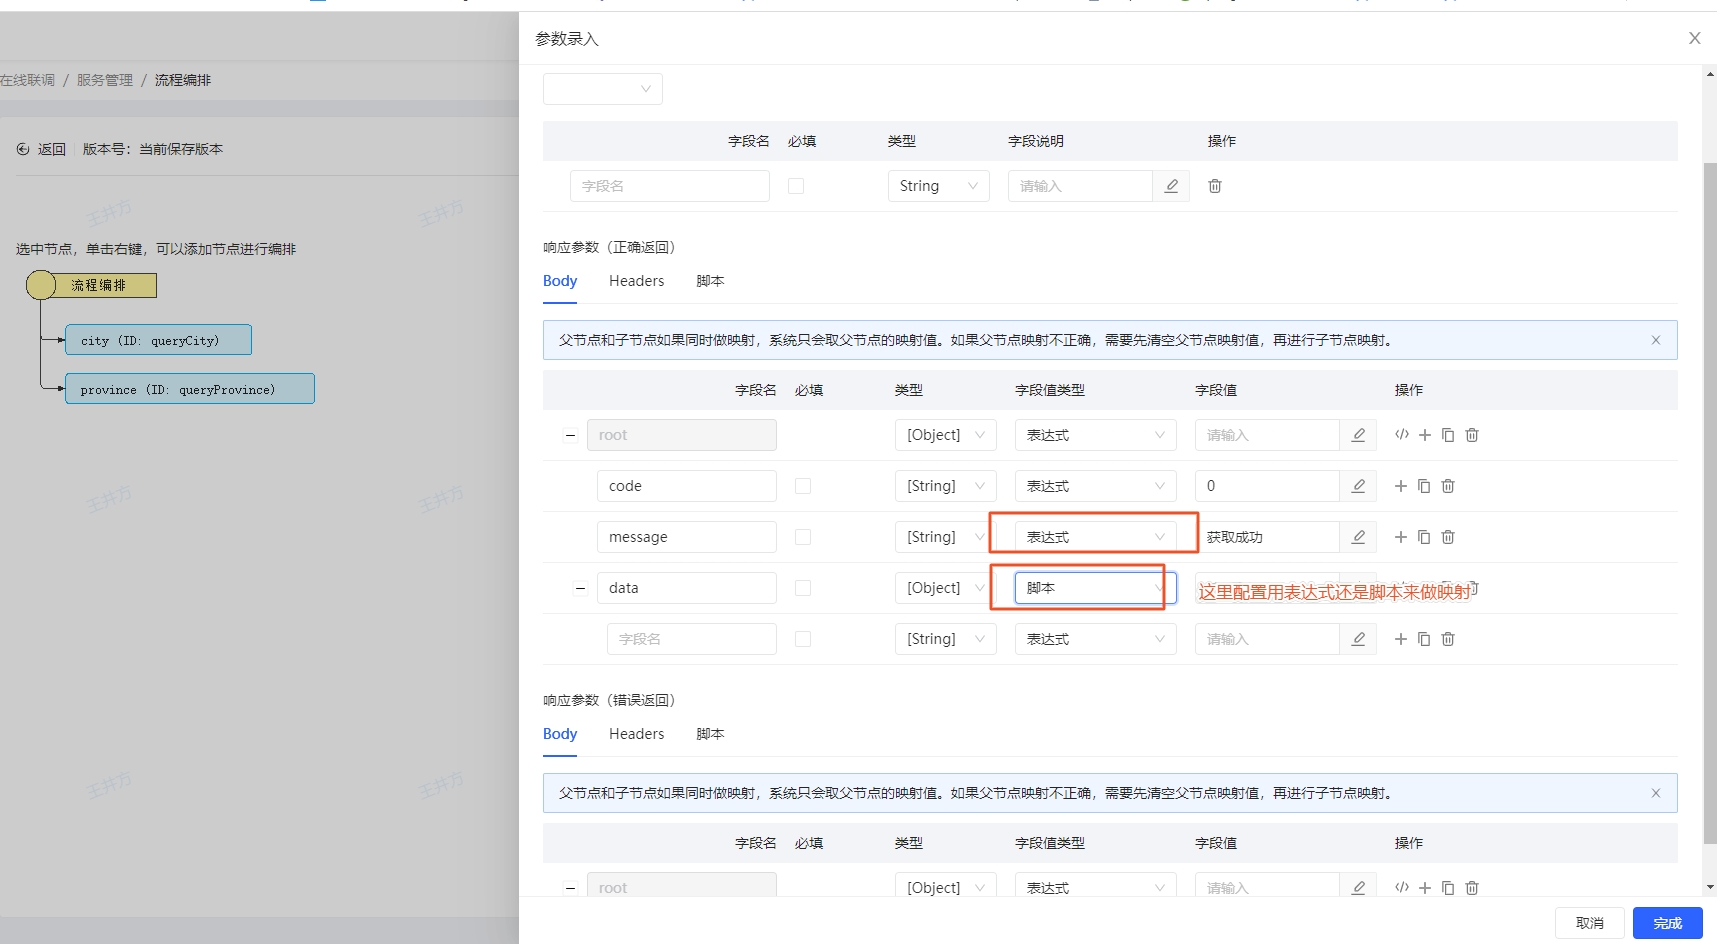 参数录入
在线联调 / 服务管理 / 流程编排
返回 版本号：当前保存版本
选中节点，单击右键，可以添加节点进行编排
流程编排
city (ID: queryCity)
province (ID: queryProvince)
王井方 王井方
王井方 王井方
王井方 王井方
字段名 必填 类型 字段说明 操作
字段名 String 请输入
响应参数（正确返回）
Body Headers 脚本
父节点和子节点如果同时做映射，系统只会取父节点的映射值。如果父节点映射不正确，需要先清空父节点映射值，再进行子节点映射。
字段名 必填 类型 字段值类型 字段值 操作
root [Object] 表达式 请输入
code [String] 表达式 0
message [String] 表达式 获取成功
data [Object] 脚本 这里配置用表达式还是脚本来做映射
字段名 [String] 表达式 请输入
响应参数（错误返回）
Body Headers 脚本
父节点和子节点如果同时做映射，系统只会取父节点的映射值。如果父节点映射不正确，需要先清空父节点映射值，再进行子节点映射。
字段名 必填 类型 字段值类型 字段值 操作
root [Object] 表达式 请输入
取消 完成